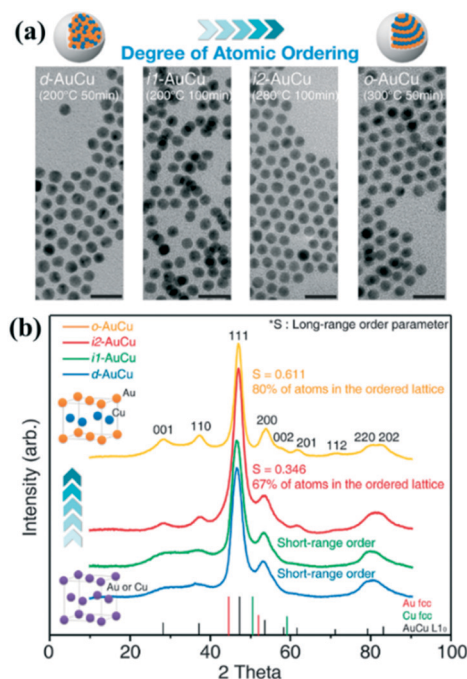 (a)
Degree of Atomic Ordering
d-AuCu
(200°C 50min)
i1-AuCu
(200°C 100min)
i2-AuCu
(280°C 100min)
o-AuCu
(300°C 50min)
(b)
o-AuCu
i2-AuCu
i1-AuCu
d-AuCu
*S : Long-range order parameter
111
Au
Cu
S = 0.611
80% of atoms in the ordered lattice
001
110
200
002
201
112
220
202
S = 0.346
67% of atoms in the ordered lattice
Short-range order
Short-range order
Au or Cu
Au fcc
Cu fcc
AuCu L1₀
Intensity (arb.)
0 20 40 60 80 100
2 Theta